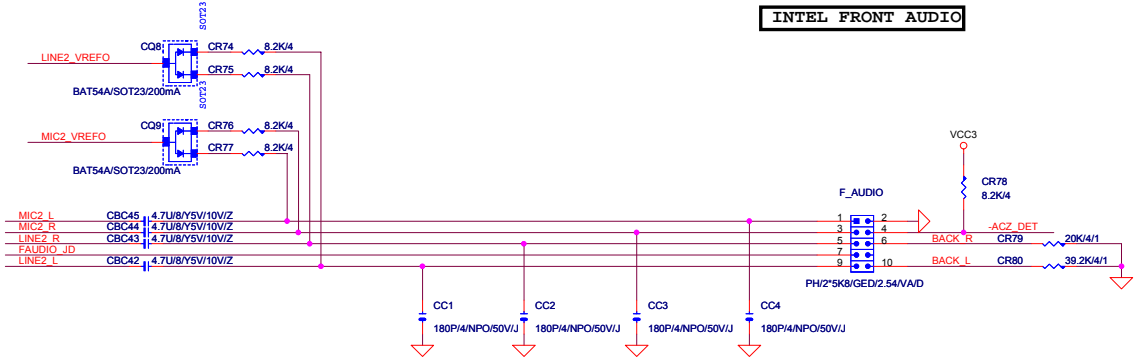 INTEL FRONT AUDIO
SOT23
CQ8
CR74
8.2K/4
LINE2_VREFO
CR75
8.2K/4
BAT54A/SOT23/200mA
SOT23
CQ9
CR76
8.2K/4
MIC2_VREFO
CR77
8.2K/4
BAT54A/SOT23/200mA
VCC3
CR78
8.2K/4
F_AUDIO
MIC2_L
CBC45
4.7U/8/Y5V/10V/Z
1
2
MIC2_R
CBC44
4.7U/8/Y5V/10V/Z
3
4
-ACZ_DET
LINE2_R
CBC43
4.7U/8/Y5V/10V/Z
5
6
BACK_R
CR79
20K/4/1
FAUDIO_JD
7
8
LINE2_L
CBC42
4.7U/8/Y5V/10V/Z
9
10
BACK_L
CR80
39.2K/4/1
PH/2*5K8/GED/2.54/VA/D
CC1
180P/4/NPO/50V/J
CC2
180P/4/NPO/50V/J
CC3
180P/4/NPO/50V/J
CC4
180P/4/NPO/50V/J